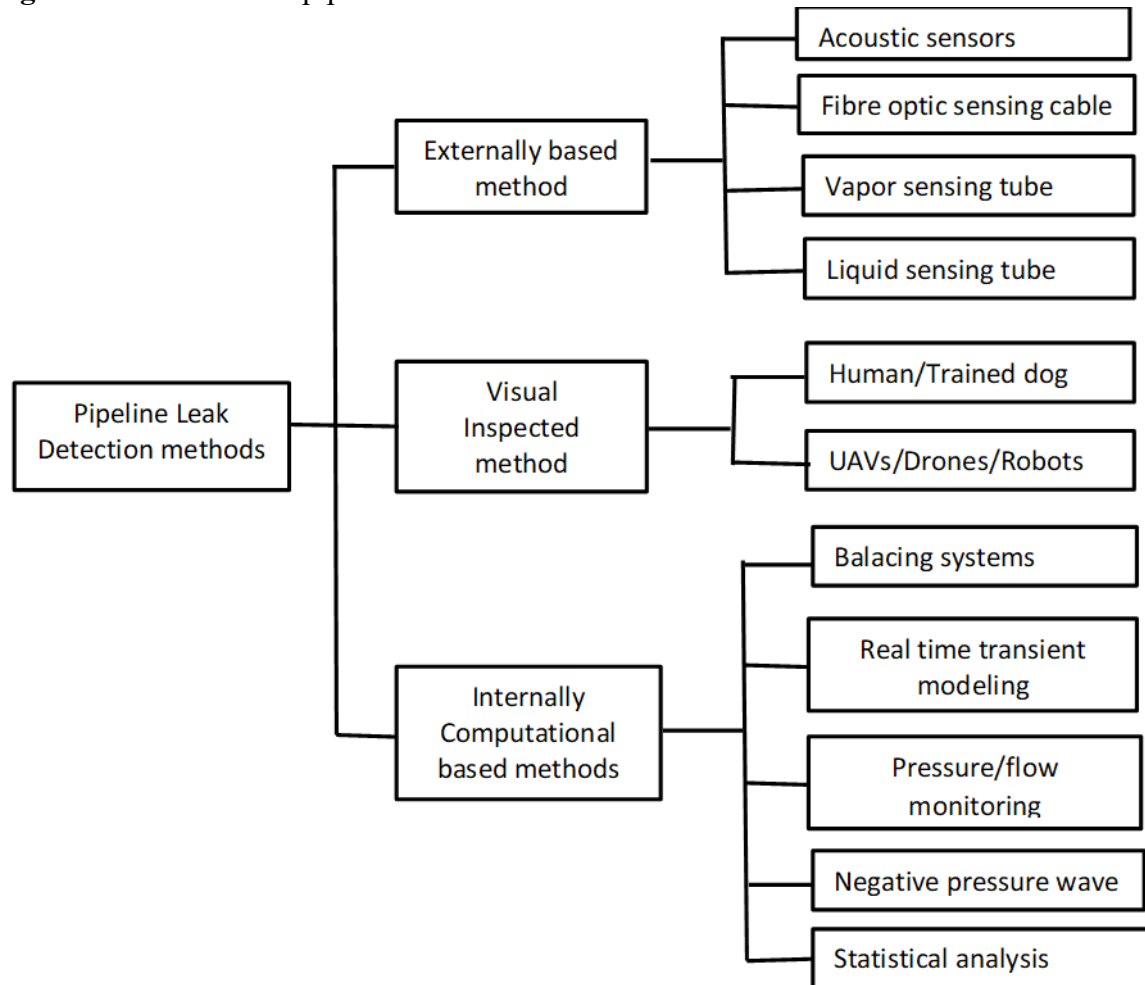 Acoustic sensors
Fibre optic sensing cable
Externally based
method
Vapor sensing tube
Liquid sensing tube
Human/Trained dog
Pipeline Leak
Detection methods
Visual
Inspected
method
UAVs/Drones/Robots
Balacing systems
Real time transient
modeling
Internally
Computational
based methods
Pressure/flow
monitoring
Negative pressure wave
Statistical analysis